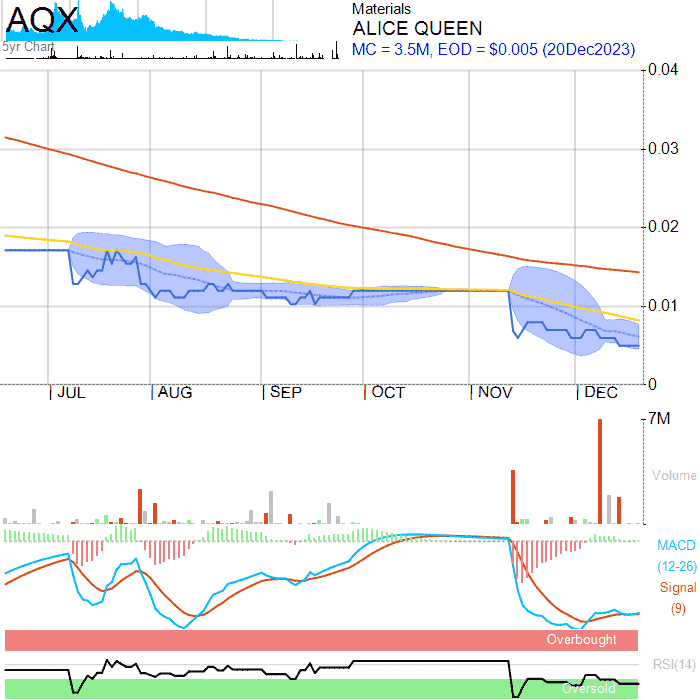 AQX
5yr Chart
Materials
ALICE QUEEN
MC = 3.5M, EOD = $0.005 (20Dec2023)
0.04
0.03
0.02
0.01
0
JUL AUG SEP OCT NOV DEC
7M
Volume
MACD
(12-26)
Signal
(9)
Overbought
RSI(14)
Oversold